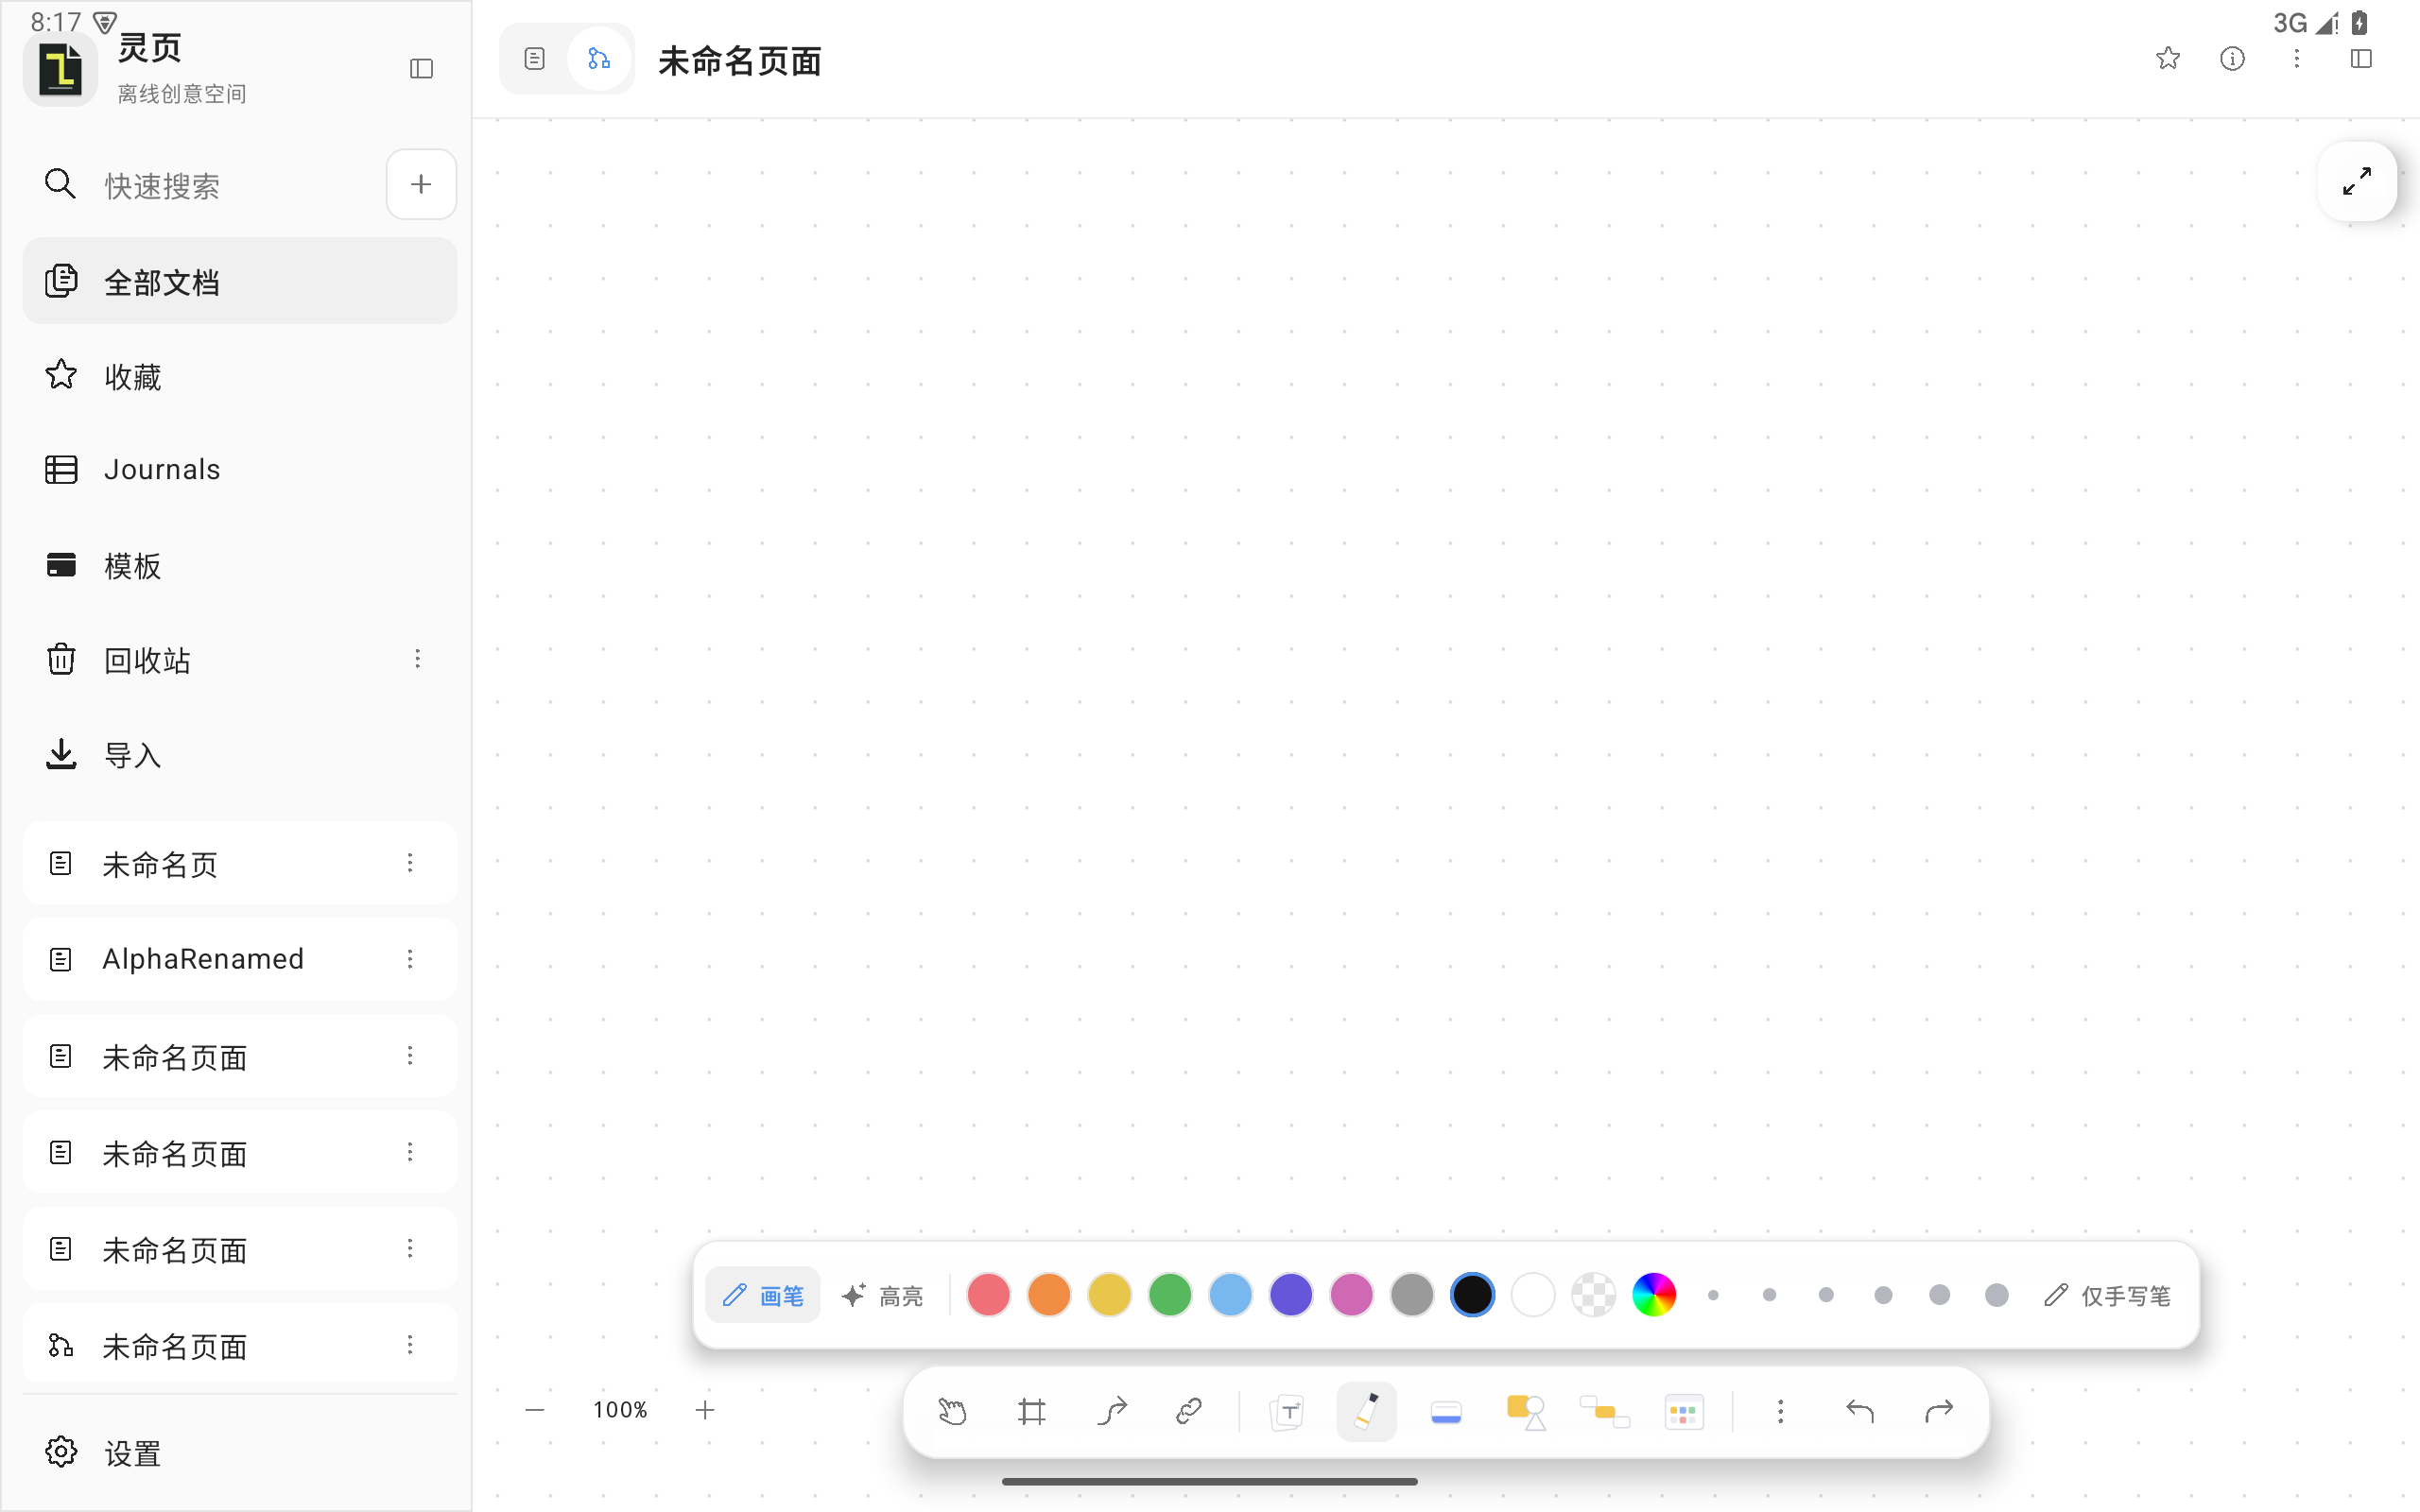 8:17
灵页
离线创意空间
快速搜索
全部文档
收藏
Journals
模板
回收站
导入
未命名页
AlphaRenamed
未命名页面
未命名页面
未命名页面
未命名页面
设置
未命名页面
3G
画笔
高亮
仅手写笔
100%
T